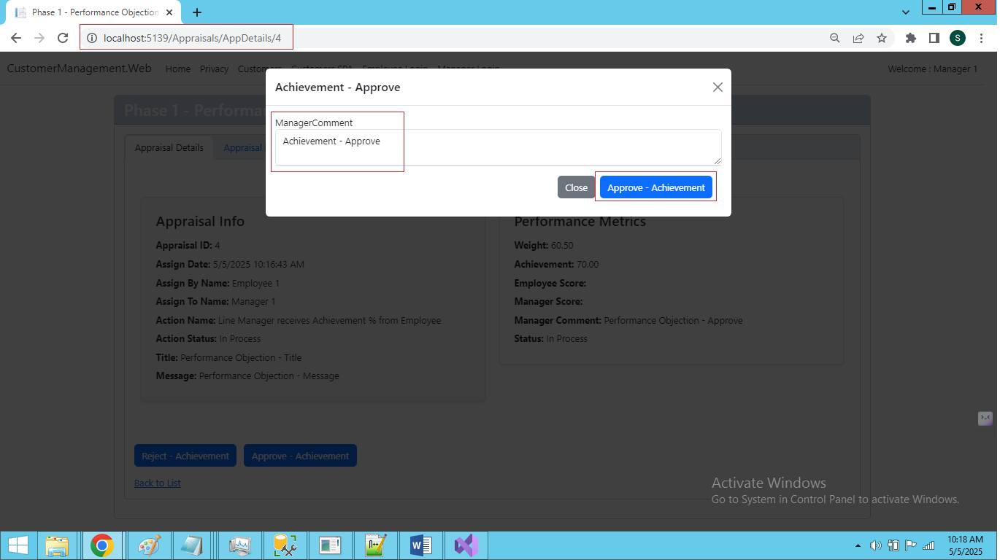 Phase 1 - Performance Objection
localhost:5139/Appraisals/AppDetails/4
S
CustomerManagement.Web Home Privacy Customers Customers SPA Employee Login Manager Login Welcome : Manager 1
Phase 1 - Performan
Achievement - Approve
ManagerComment
Achievement - Approve
Close Approve - Achievement
Appraisal Details Appraisal
Appraisal Info
Appraisal ID: 4
Assign Date: 5/5/2025 10:16:43 AM
Assign By Name: Employee 1
Assign To Name: Manager 1
Action Name: Line Manager receives Achievement % from Employee
Action Status: In Process
Title: Performance Objection - Title
Message: Performance Objection - Message
Performance Metrics
Weight: 60.50
Achievement: 70.00
Employee Score:
Manager Score:
Manager Comment: Performance Objection - Approve
Status: In Process
Reject - Achievement Approve - Achievement
Back to List
Activate Windows
Go to System in Control Panel to activate Windows.
10:18 AM
5/5/2025